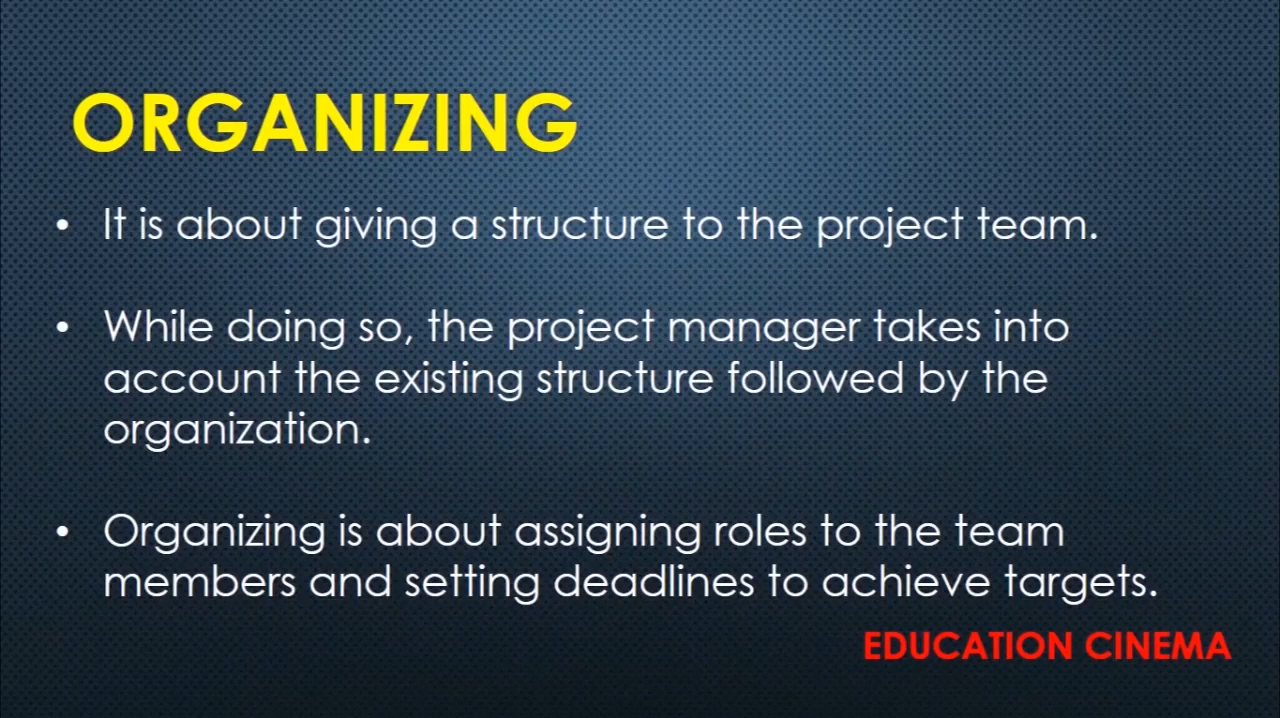 ORGANIZING
• It is about giving a structure to the project team.
• While doing so, the project manager takes into
account the existing structure followed by the
organization.
• Organizing is about assigning roles to the team
members and setting deadlines to achieve targets.
EDUCATION CINEMA